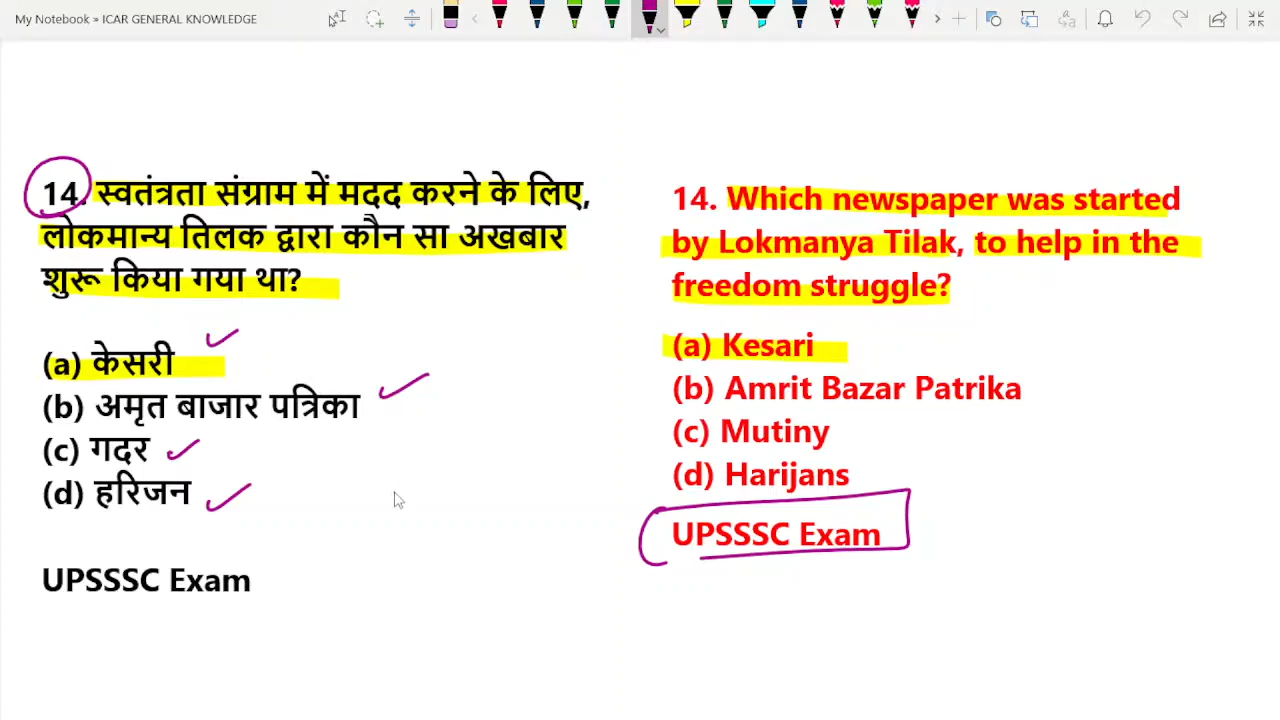 My Notebook » ICAR GENERAL KNOWLEDGE
14. स्वतंत्रता संग्राम में मदद करने के लिए,
लोकमान्य तिलक द्वारा कौन सा अखबार
शुरू किया गया था?
(a) केसरी
(b) अमृत बाजार पत्रिका
(c) गदर
(d) हरिजन
UPSSSC Exam
14. Which newspaper was started
by Lokmanya Tilak, to help in the
freedom struggle?
(a) Kesari
(b) Amrit Bazar Patrika
(c) Mutiny
(d) Harijans
UPSSSC Exam